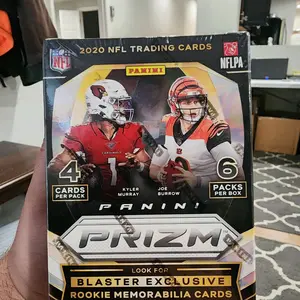 2020 NFL TRADING CARDS
NFL
PANINI
NFLPA
4
CARDS
PER PACK
KYLER
MURRAY
JOE
BURROW
6
PACKS
PER BOX
PANINI
PRIZM
LOOK FOR
BLASTER EXCLUSIVE
ROOKIE MEMORABILIA CARDS